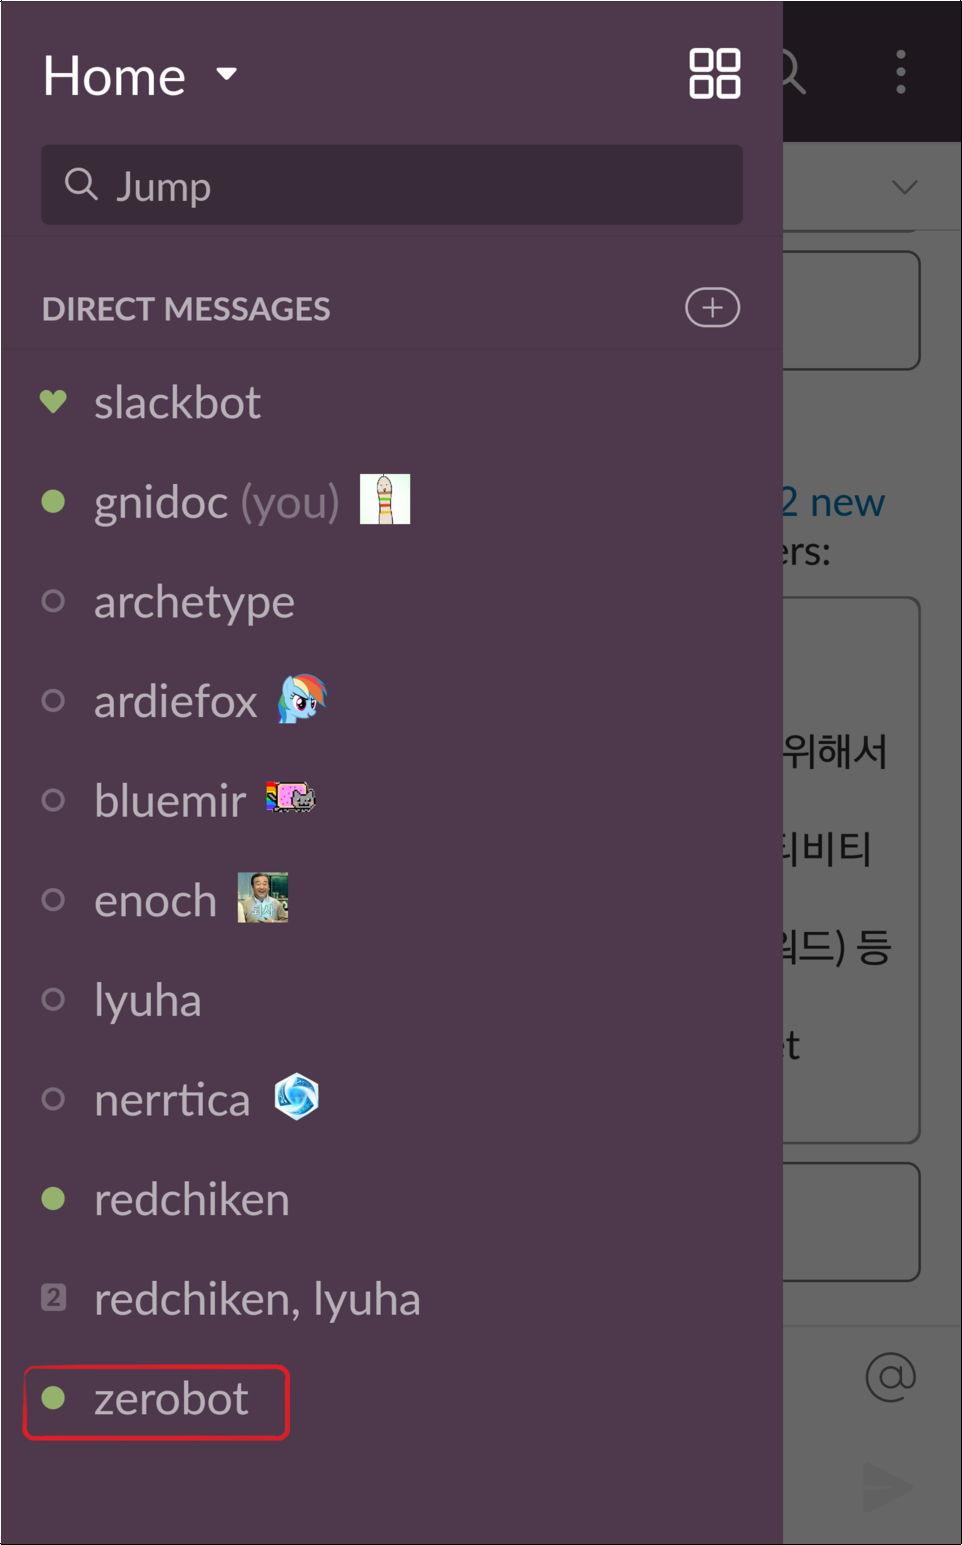 Home
Jump
DIRECT MESSAGES
slackbot
gnidoc (you)
2 new
ers:
archetype
ardiefox
위해서
bluemir
티비티
enoch
워드) 등
lyuha
et
nerrtica
redchiken
2 redchiken, lyuha
zerobot
@